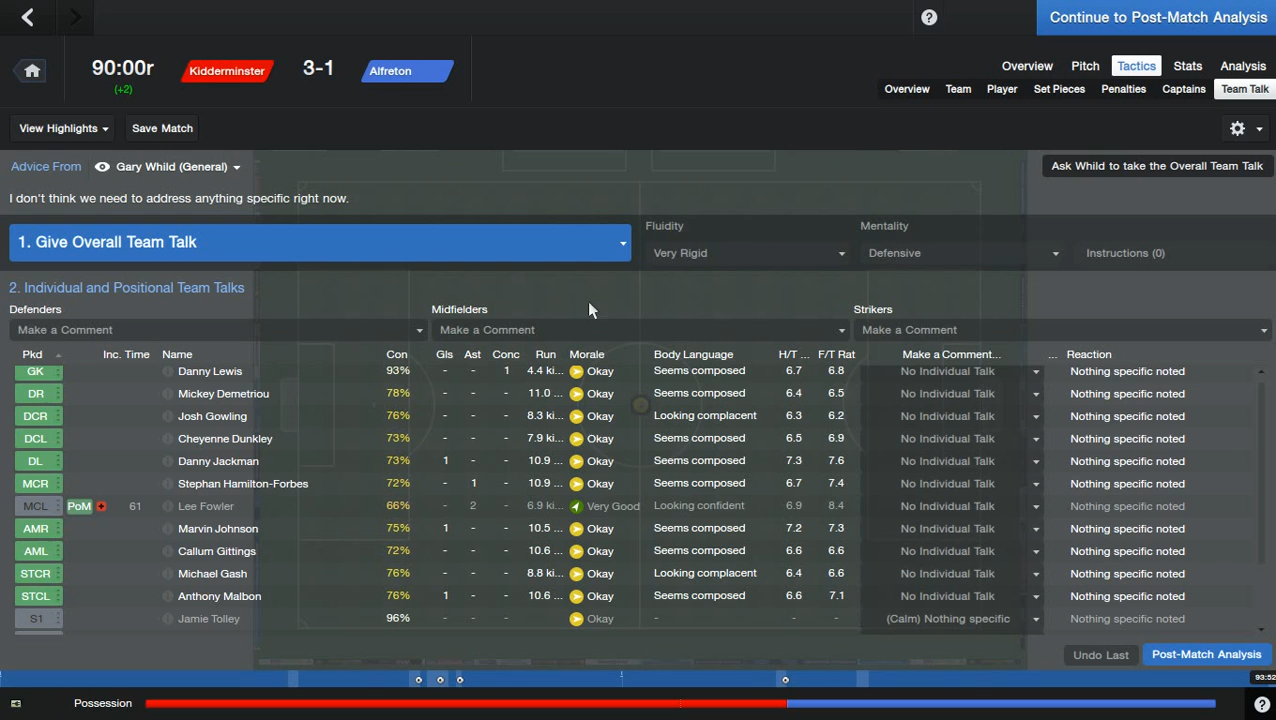 Continue to Post-Match Analysis
90:00r
(+2)
Kidderminster
3-1
Alfreton
Overview Pitch Tactics Stats Analysis
Overview Team Player Set Pieces Penalties Captains Team Talk
View Highlights Save Match
Advice From Gary Whild (General) Ask Whild to take the Overall Team Talk
I don't think we need to address anything specific right now.
Fluidity Mentality
1. Give Overall Team Talk Very Rigid Defensive Instructions (0)
2. Individual and Positional Team Talks
Defenders Midfielders Strikers
Make a Comment Make a Comment Make a Comment
Pkd Inc. Time Name Con Gls Ast Conc Run Morale Body Language H/T ... F/T Rat Make a Comment... ... Reaction
GK Danny Lewis 93% - - 1 4.4 ki... Okay Seems composed 6.7 6.8 No Individual Talk Nothing specific noted
DR Mickey Demetriou 78% - - - 11.0 ... Okay Seems composed 6.4 6.5 No Individual Talk Nothing specific noted
DCR Josh Gowling 76% - - - 8.3 ki... Okay Looking complacent 6.3 6.2 No Individual Talk Nothing specific noted
DCL Cheyenne Dunkley 73% - - - 7.9 ki... Okay Seems composed 6.5 6.9 No Individual Talk Nothing specific noted
DL Danny Jackman 73% 1 - - 10.9 ... Okay Seems composed 7.3 7.6 No Individual Talk Nothing specific noted
MCR Stephan Hamilton-Forbes 72% - 1 - 10.9 ... Okay Seems composed 6.7 7.4 No Individual Talk Nothing specific noted
MCL PoM 61 Lee Fowler 66% - 2 - 6.9 ki... Very Good Looking confident 6.9 8.4 No Individual Talk Nothing specific noted
AMR Marvin Johnson 75% 1 - - 10.5 ... Okay Seems composed 7.2 7.3 No Individual Talk Nothing specific noted
AML Callum Gittings 72% - - - 10.6 ... Okay Seems composed 6.6 6.6 No Individual Talk Nothing specific noted
STCR Michael Gash 76% - - - 8.8 ki... Okay Looking complacent 6.4 6.6 No Individual Talk Nothing specific noted
STCL Anthony Malbon 76% 1 - - 10.6 ... Okay Seems composed 6.6 7.1 No Individual Talk Nothing specific noted
S1 Jamie Tolley 96% - - - Okay - - - (Calm) Nothing specific Nothing specific noted
Undo Last Post-Match Analysis
93:52
Possession